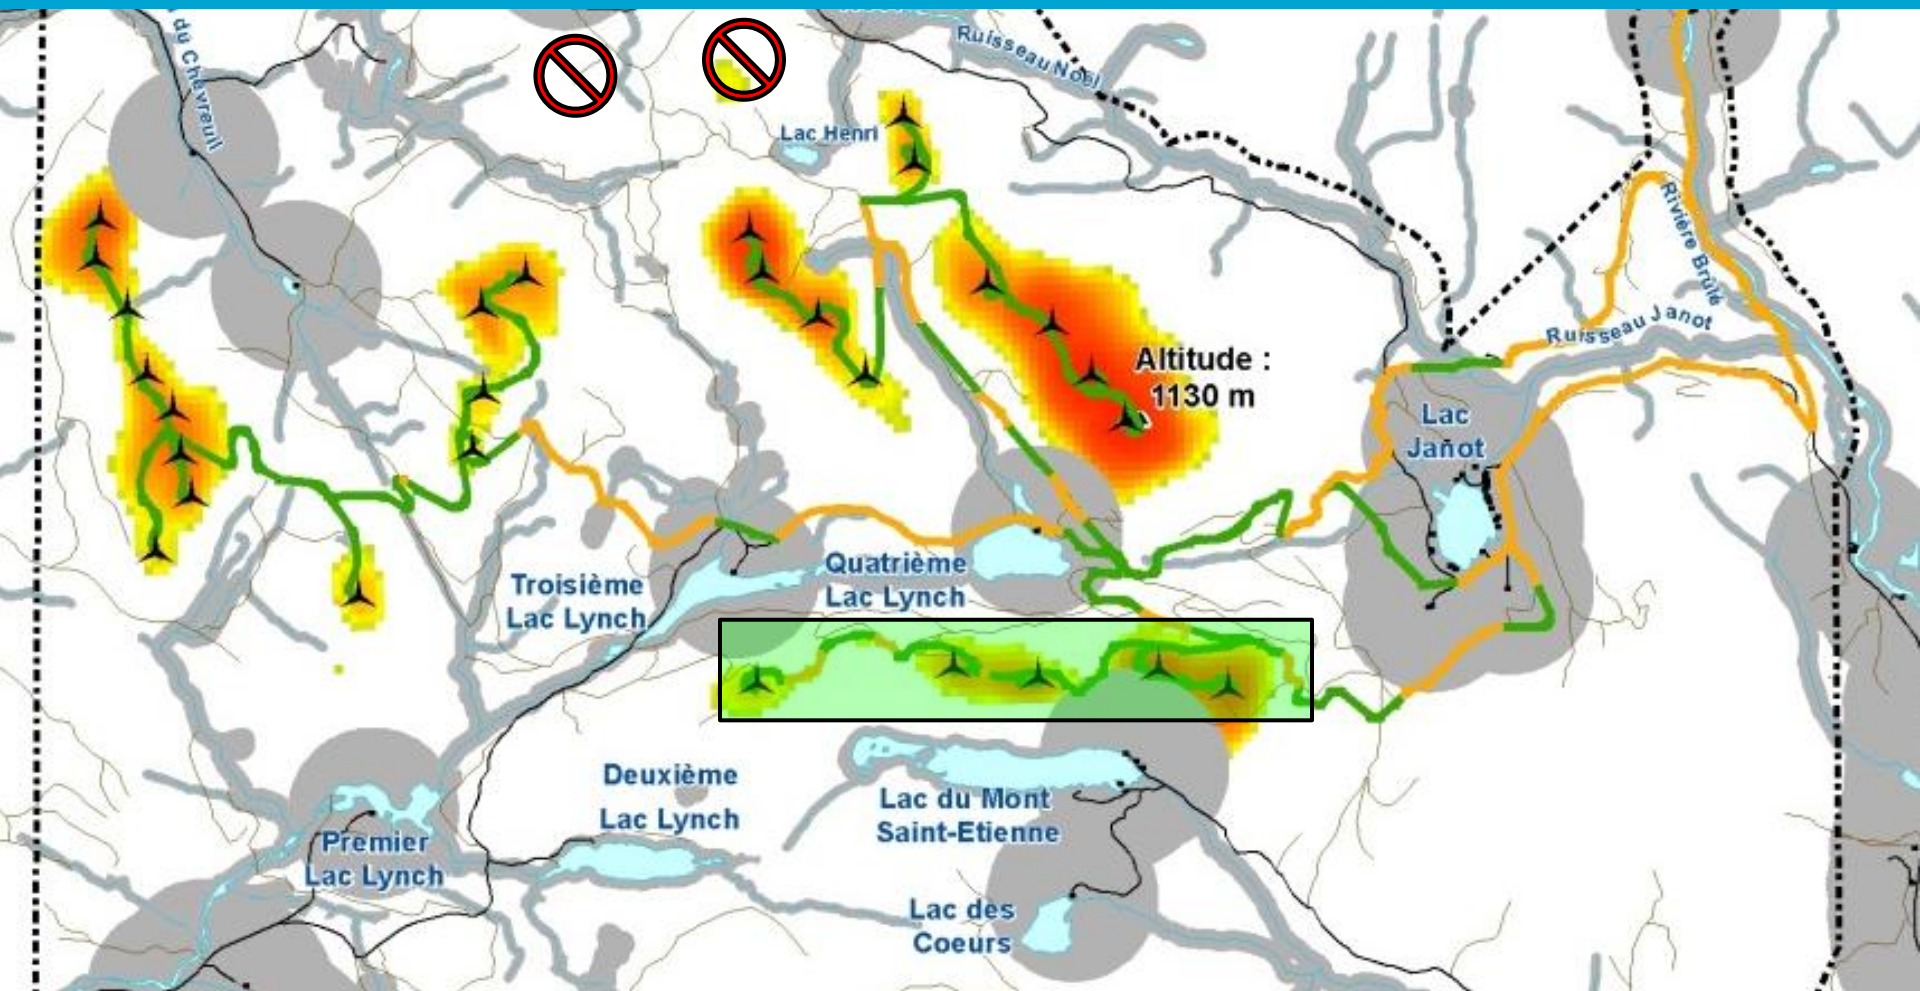 du Chevreuil
Ruisseau Noël
Lac Henri
Rivière Brûlé
Ruisseau Janot
Altitude :
1130 m
Lac
Janot
Troisième
Lac Lynch
Quatrième
Lac Lynch
Deuxième
Lac Lynch
Lac du Mont
Saint-Etienne
Premier
Lac Lynch
Lac des
Coeurs